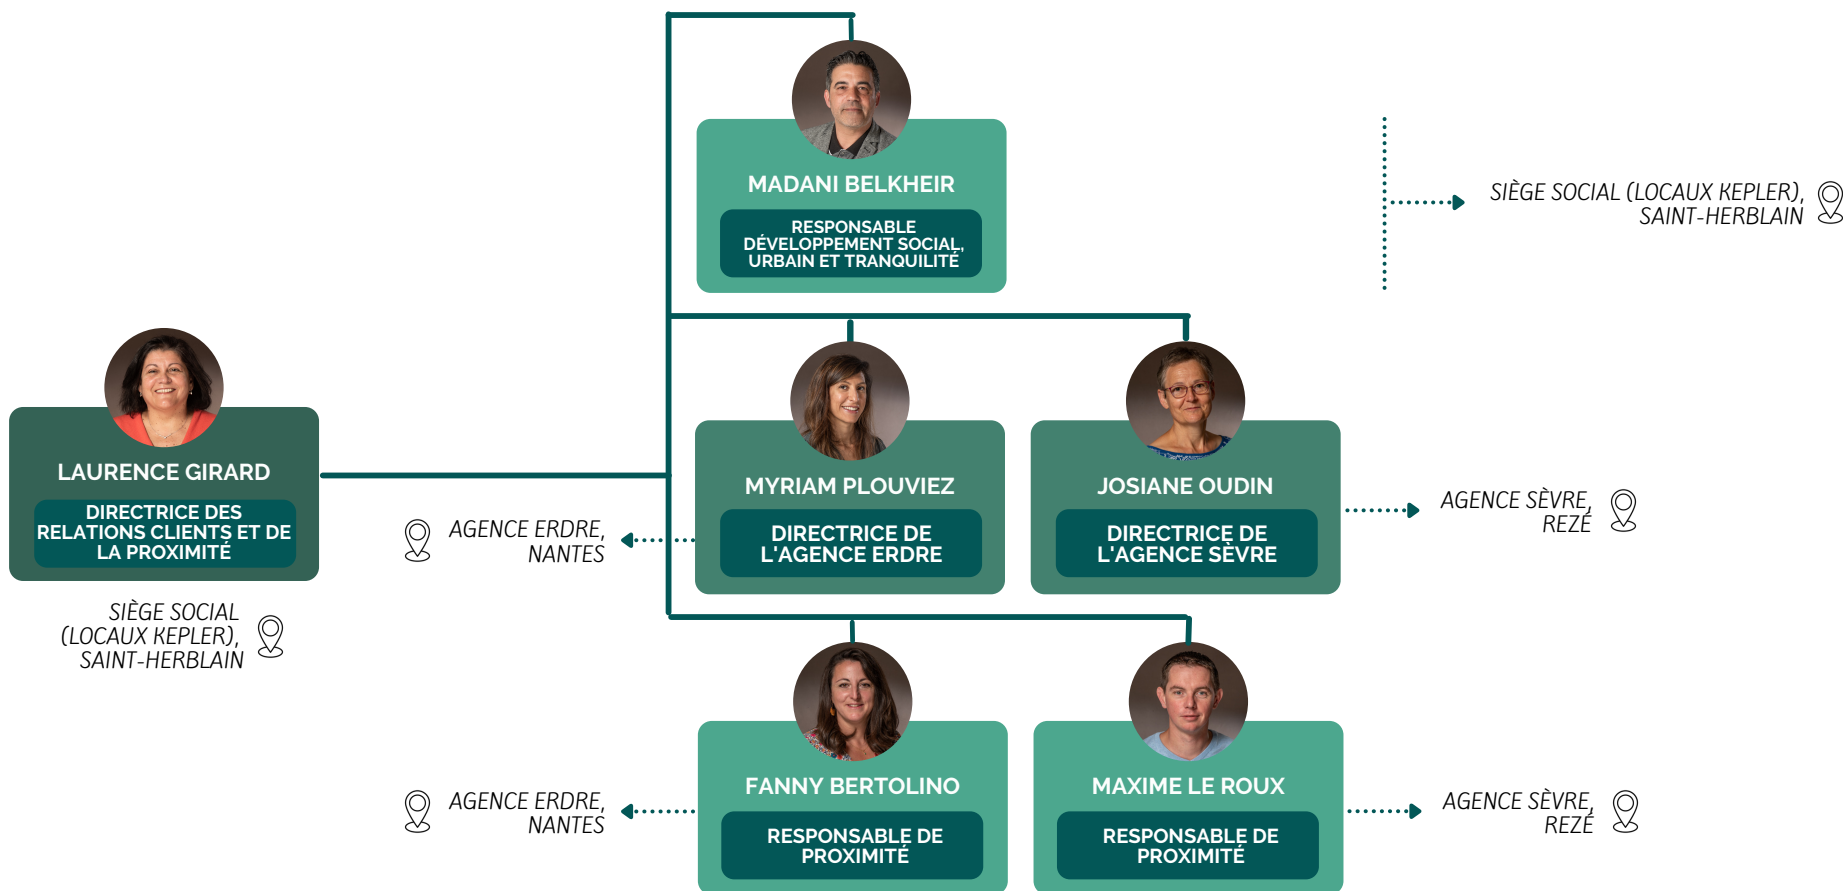 MADANI BELKHEIR
RESPONSABLE
DÉVELOPPEMENT SOCIAL,
URBAIN ET TRANQUILITÉ
SIÈGE SOCIAL (LOCAUX KEPLER),
SAINT-HERBLAIN
LAURENCE GIRARD
DIRECTRICE DES
RELATIONS CLIENTS ET DE
LA PROXIMITÉ
SIÈGE SOCIAL
(LOCAUX KEPLER),
SAINT-HERBLAIN
AGENCE ERDRE,
NANTES
MYRIAM PLOUVIEZ
DIRECTRICE DE
L'AGENCE ERDRE
JOSIANE OUDIN
DIRECTRICE DE
L'AGENCE SÈVRE
AGENCE SÈVRE,
REZÉ
AGENCE ERDRE,
NANTES
FANNY BERTOLINO
RESPONSABLE DE
PROXIMITÉ
MAXIME LE ROUX
RESPONSABLE DE
PROXIMITÉ
AGENCE SÈVRE,
REZÉ